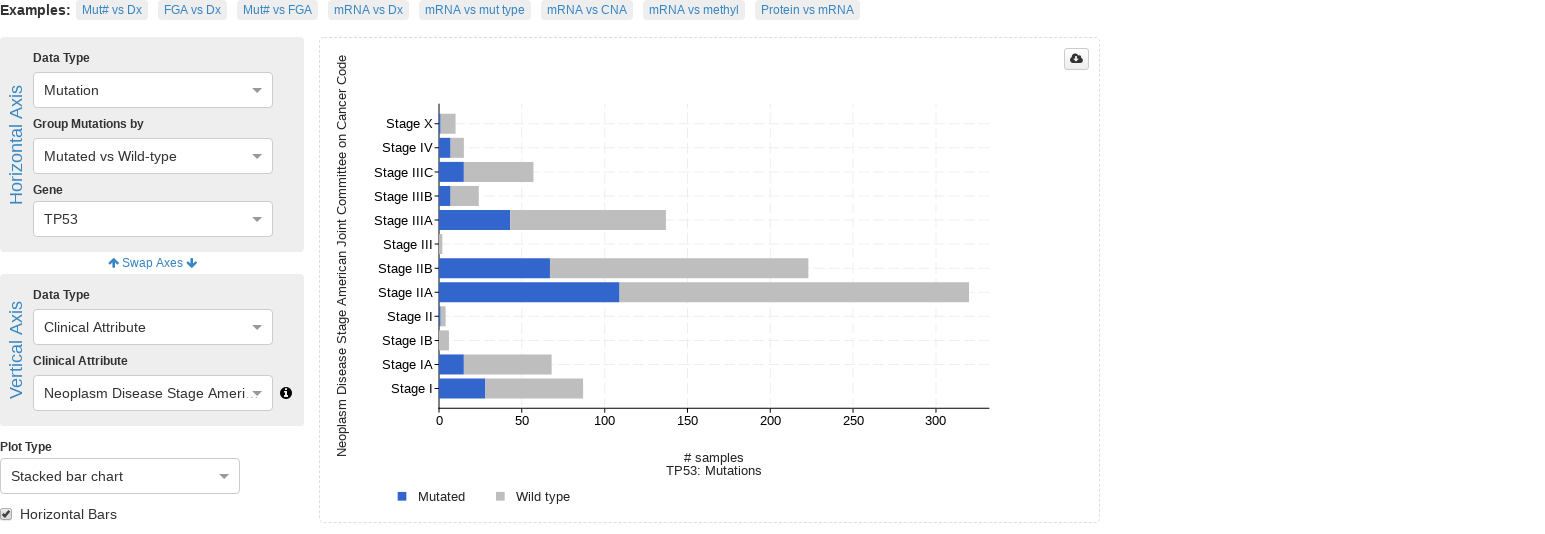 Examples: Mut# vs Dx FGA vs Dx Mut# vs FGA mRNA vs Dx mRNA vs mut type mRNA vs CNA mRNA vs methyl Protein vs mRNA
Horizontal Axis
Data Type
Mutation
Group Mutations by
Mutated vs Wild-type
Gene
TP53
Swap Axes
Vertical Axis
Data Type
Clinical Attribute
Clinical Attribute
Neoplasm Disease Stage Ameri...
Plot Type
Stacked bar chart
Horizontal Bars
Neoplasm Disease Stage American Joint Committee on Cancer Code
Stage X
Stage IV
Stage IIIC
Stage IIIB
Stage IIIA
Stage III
Stage IIB
Stage IIA
Stage II
Stage IB
Stage IA
Stage I
0 50 100 150 200 250 300
# samples
TP53: Mutations
Mutated Wild type